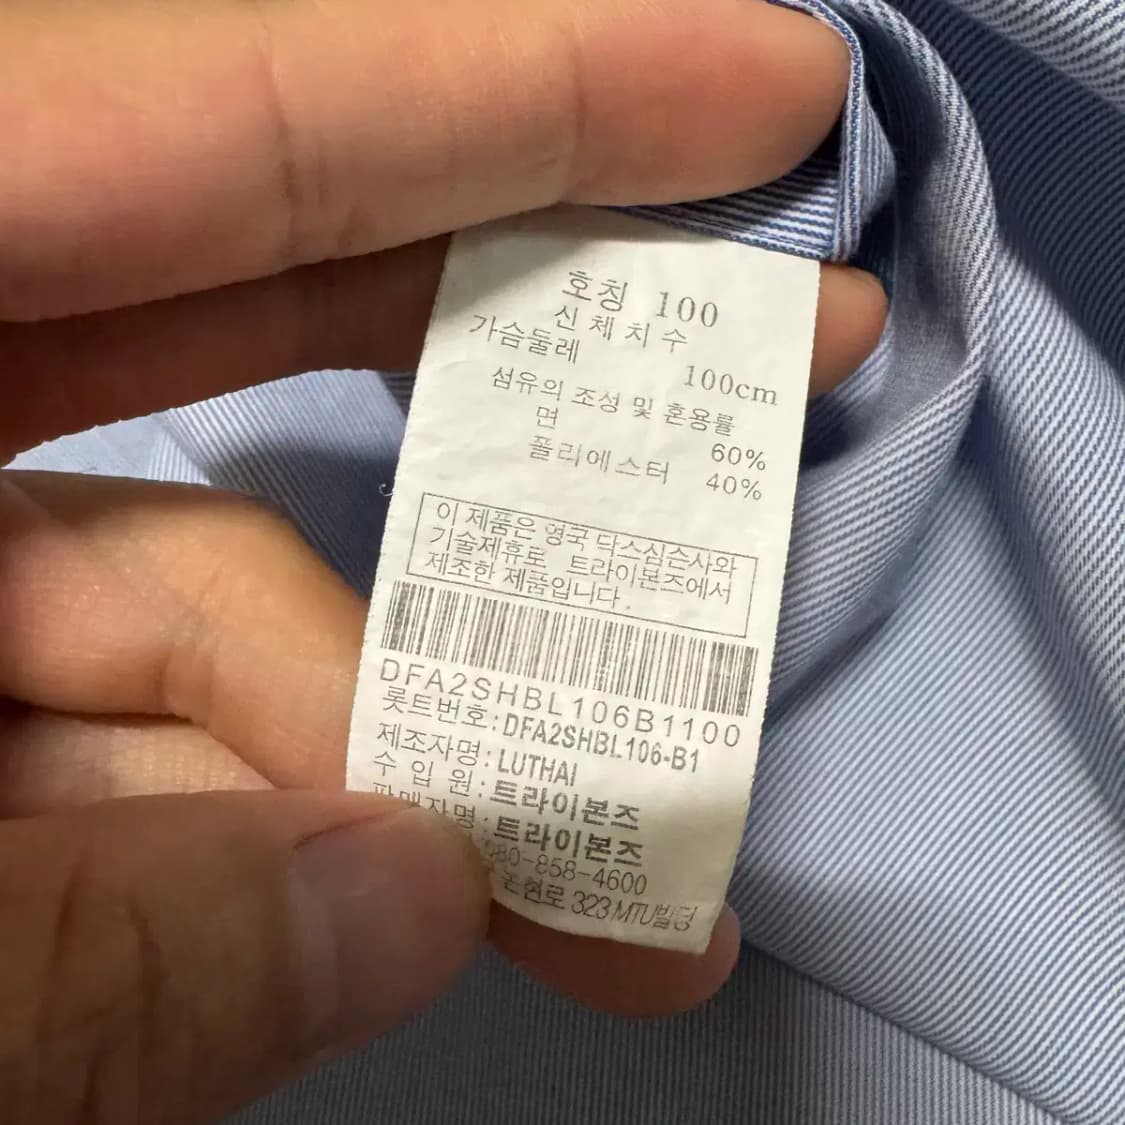 호칭 100
신체치수
가슴둘레
100cm
섬유의 조성 및 혼용률
면 60%
폴리에스터 40%
이 제품은 영국 닥스심슨사와
기술제휴로 트라이본즈에서
제조한 제품입니다.
DFA2SHBL106B1100
롯트번호: DFA2SHBL106-B1
제조자명: LUTHAI
수 입 원: 트라이본즈
판매자명: 트라이본즈
080-858-4600
논현로 323 MTU빌딩